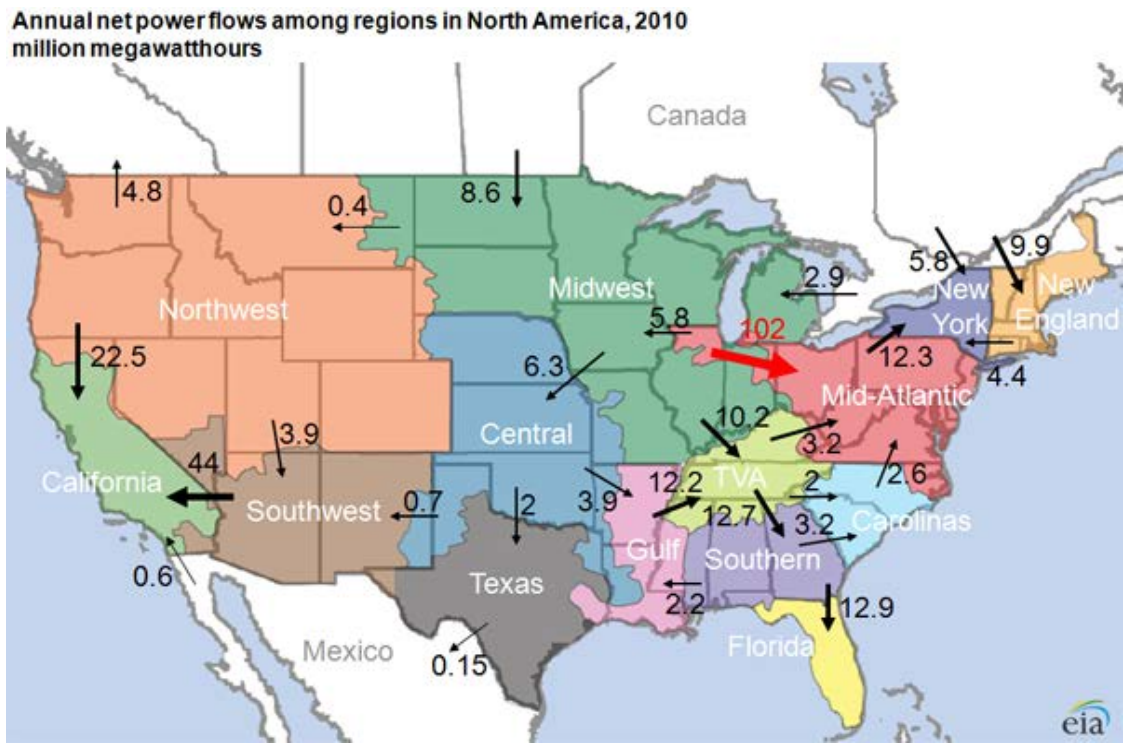 Annual net power flows among regions in North America, 2010
million megawatthours
Canada
4.8
0.4
8.6
5.8
9.9
2.9
Northwest
Midwest
New
York
New
England
5.8
102
12.3
4.4
22.5
6.3
Mid-Atlantic
Central
10.2
3.2
3.9
44
California
Southwest
0.7
2
3.9
12.2
TVA
12.7
2
2.6
3.2
Carolinas
Gulf
Southern
0.6
Texas
2.2
12.9
Florida
Mexico
0.15
eia